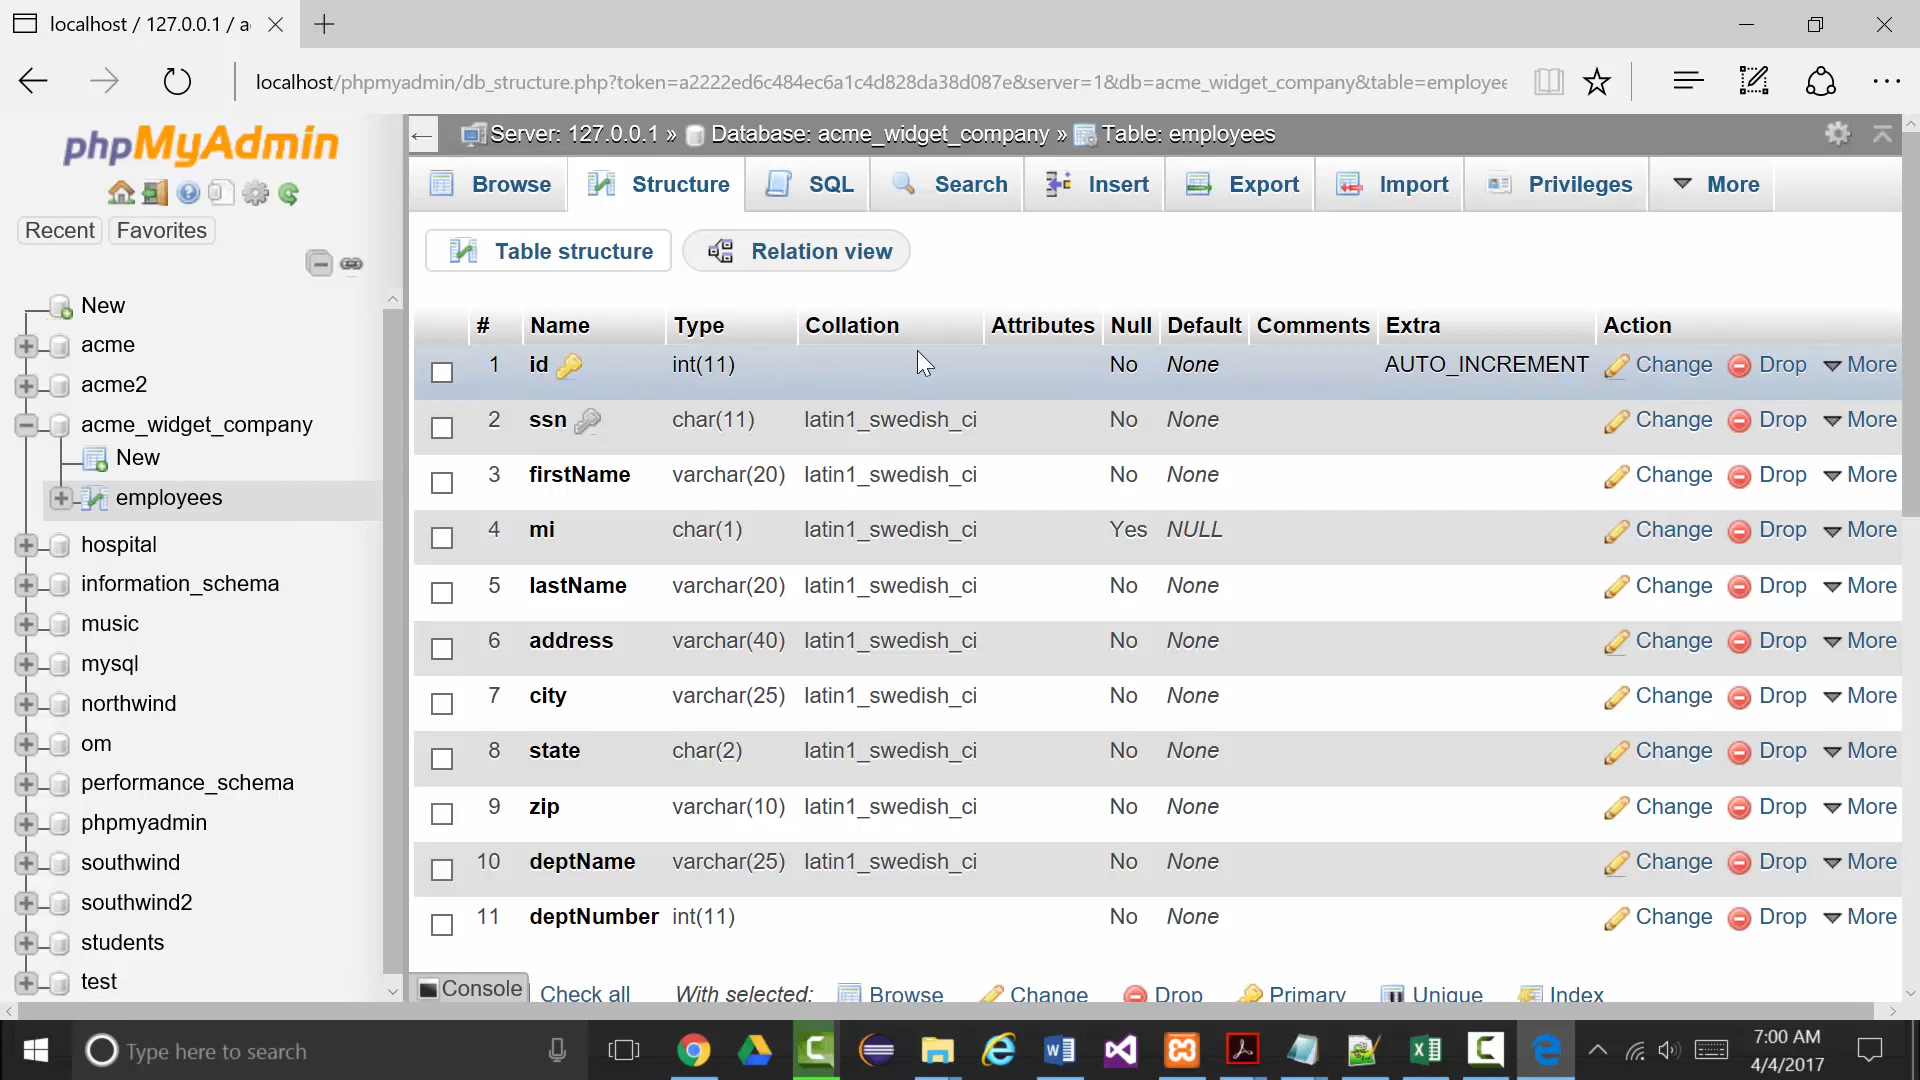 localhost / 127.0.0.1 / a
localhost/phpmyadmin/db_structure.php?token=a2222ed6c484ec6a1c4d828da38d087e&server=1&db=acme_widget_company&table=employee
phpMyAdmin
Recent Favorites
New
acme
acme2
acme_widget_company
New
employees
hospital
information_schema
music
mysql
northwind
om
performance_schema
phpmyadmin
southwind
southwind2
students
test
Server: 127.0.0.1 » Database: acme_widget_company » Table: employees
Browse Structure SQL Search Insert Export Import Privileges More
Table structure Relation view
# Name Type Collation Attributes Null Default Comments Extra Action
1 id int(11) No None AUTO_INCREMENT Change Drop More
2 ssn char(11) latin1_swedish_ci No None Change Drop More
3 firstName varchar(20) latin1_swedish_ci No None Change Drop More
4 mi char(1) latin1_swedish_ci Yes NULL Change Drop More
5 lastName varchar(20) latin1_swedish_ci No None Change Drop More
6 address varchar(40) latin1_swedish_ci No None Change Drop More
7 city varchar(25) latin1_swedish_ci No None Change Drop More
8 state char(2) latin1_swedish_ci No None Change Drop More
9 zip varchar(10) latin1_swedish_ci No None Change Drop More
10 deptName varchar(25) latin1_swedish_ci No None Change Drop More
11 deptNumber int(11) No None Change Drop More
Console Check all With selected: Browse Change Drop Primary Unique Index
Type here to search
7:00 AM
4/4/2017